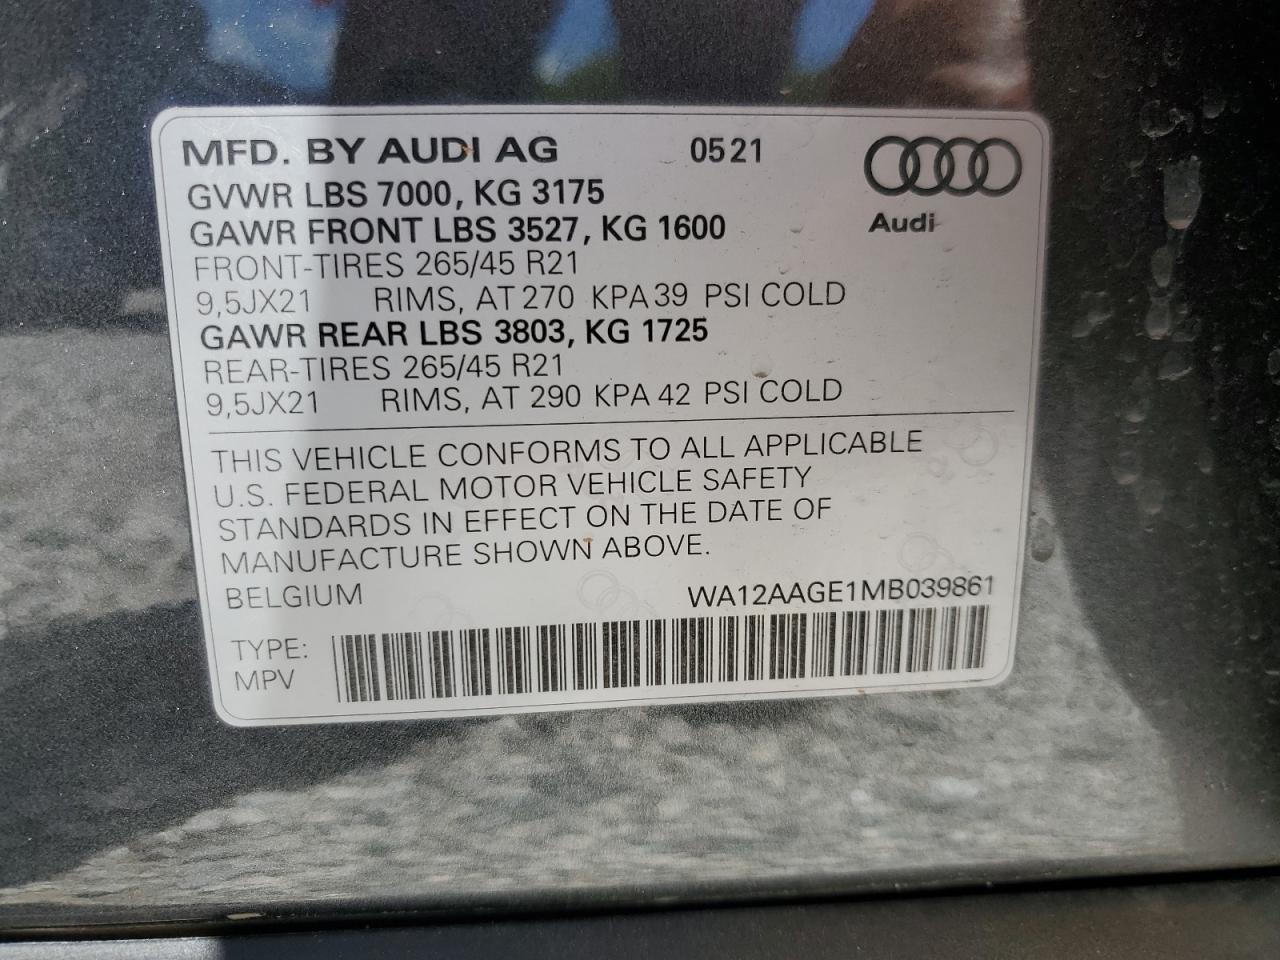 MFD. BY AUDI AG 0521
GVWR LBS 7000, KG 3175
GAWR FRONT LBS 3527, KG 1600
Audi
FRONT-TIRES 265/45 R21
9,5JX21 RIMS, AT 270 KPA 39 PSI COLD
GAWR REAR LBS 3803, KG 1725
REAR-TIRES 265/45 R21
9,5JX21 RIMS, AT 290 KPA 42 PSI COLD
THIS VEHICLE CONFORMS TO ALL APPLICABLE
U.S. FEDERAL MOTOR VEHICLE SAFETY
STANDARDS IN EFFECT ON THE DATE OF
MANUFACTURE SHOWN ABOVE.
BELGIUM WA12AAGE1MB039861
TYPE:
MPV